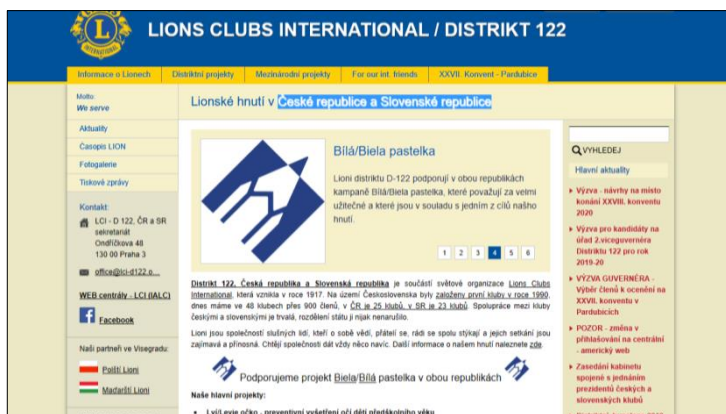 LIONS CLUBS INTERNATIONAL / DISTRIKT 122
Informace o Lionech
Distriktní projekty
Mezinárodní projekty
For our int. friends
XXVII. Konvent - Pardubice
Motto:
We serve
Aktuality
Časopis LION
Fotogalerie
Tiskové zprávy
Kontakt:
LCI - D 122. ČR a SR
sekretariát
Ondříčkova 48
130 00 Praha 3
office@lci-d122.o...
WEB centrály - LCI (IALC)
Facebook
Naši partneři ve Visegradu:
Polští Lioni
Maďarští Lioni
Lionské hnutí v České republice a Slovenské republice
Bílá/Biela pastelka
Lioni distriktu D-122 podporují v obou republikách
kampaně Bílá/Biela pastelka, které považují za velmi
užitečné a které jsou v souladu s jedním z cílů našho
hnutí.
1 2 3 4 5 6
Distrikt 122, Česká republika a Slovenská republika je součástí světové organizace Lions Clubs
International, která vznikla v roce 1917. Na území Československa byly založeny první kluby v roce 1990,
dnes máme ve 48 klubech přes 900 členů, v ČR je 25 klubů, v SR je 23 klubů. Spolupráce mezi kluby
českými a slovenskými je trvalá, rozdělení státu ji nijak nenarušilo.
Lioni jsou společností slušných lidí, kteří o sobě vědí, přátelí se, rádi se spolu stýkají a jejich setkání jsou
zajímavá a přínosná. Chtějí společnosti dát vždy něco navíc. Další informace o našem hnutí naleznete zde.
Podporujeme projekt Biela/Bílá pastelka v obou republikách
Naše hlavní projekty:
VYHLEDEJ
Hlavní aktuality
Výzva - návrhy na místo
konání XXVIII. konventu
2020
Výzva pro kandidáty na
úřad 2.viceguvernéra
Distriktu 122 pro rok
2019-20
VÝZVA GUVERNÉRA -
Výběr členů k ocenění na
XXVII. konventu v
Pardubicích
POZOR - změna v
přihlašování na centrální
- americký web
Zasedání kabinetu
spojené s jednáním
prezidentů českých a
slovenských klubů